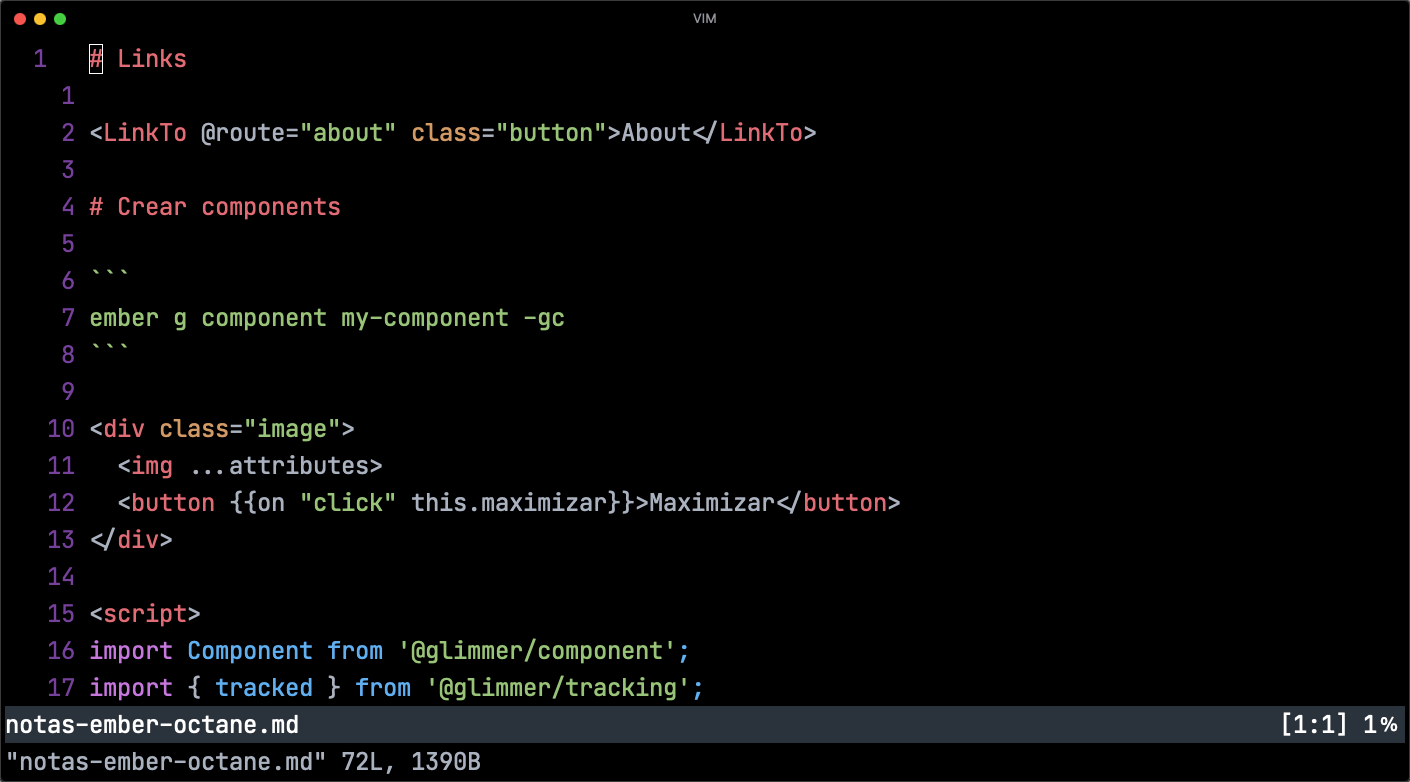 VIM
1 # Links
1
2 <LinkTo @route="about" class="button">About</LinkTo>
3
4 # Crear components
5
6 ```
7 ember g component my-component -gc
8 ```
9
10 <div class="image">
11   <img ...attributes>
12   <button {{on "click" this.maximizar}}>Maximizar</button>
13 </div>
14
15 <script>
16 import Component from '@glimmer/component';
17 import { tracked } from '@glimmer/tracking';
notas-ember-octane.md [1:1] 1%
"notas-ember-octane.md" 72L, 1390B